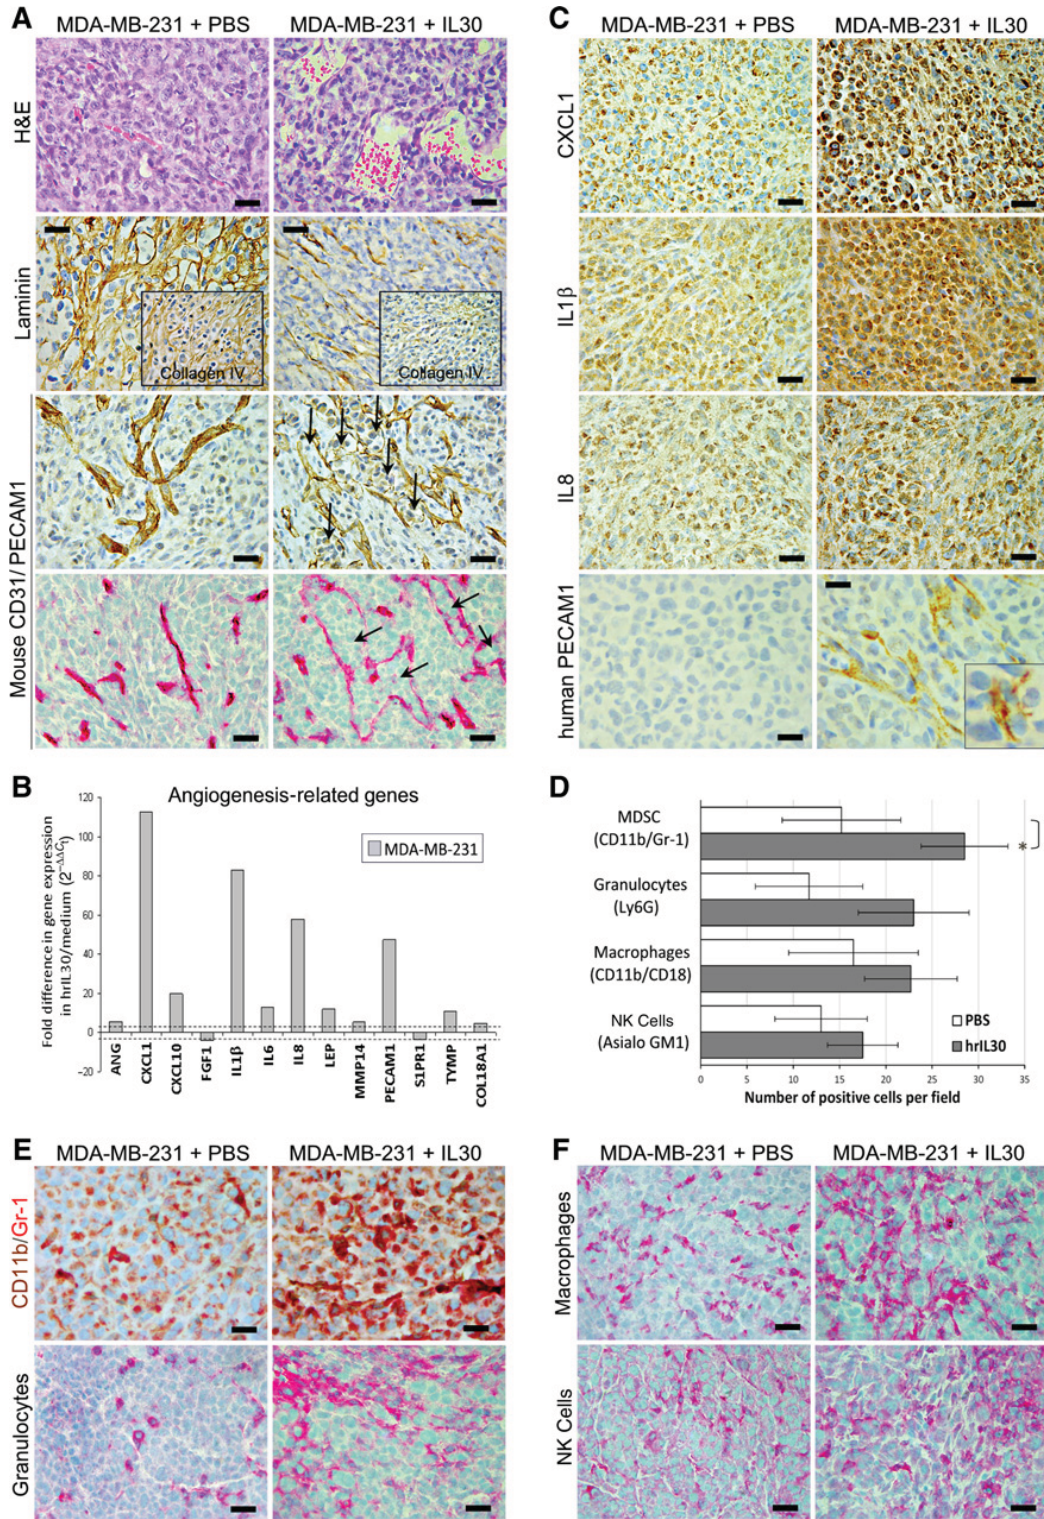 A
MDA-MB-231 + PBS
MDA-MB-231 + IL30
H&E
Laminin
Collagen IV
Collagen IV
Mouse CD31/ PECAM1
C
MDA-MB-231 + PBS
MDA-MB-231 + IL30
CXCL1
IL1β
IL8
human PECAM1
B
Angiogenesis-related genes
Fold difference in gene expression
in hrIL30/medium (2^−ΔΔCt)
120
100
80
60
40
20
0
−20
MDA-MB-231
ANG
CXCL1
CXCL10
FGF1
IL1β
IL6
IL8
LEP
MMP14
PECAM1
S1PR1
TYMP
COL18A1
D
MDSC
(CD11b/Gr-1)
*
Granulocytes
(Ly6G)
Macrophages
(CD11b/CD18)
NK Cells
(Asialo GM1)
PBS
hrIL30
0 5 10 15 20 25 30 35
Number of positive cells per field
E
MDA-MB-231 + PBS
MDA-MB-231 + IL30
CD11b/Gr-1
Granulocytes
F
MDA-MB-231 + PBS
MDA-MB-231 + IL30
Macrophages
NK Cells